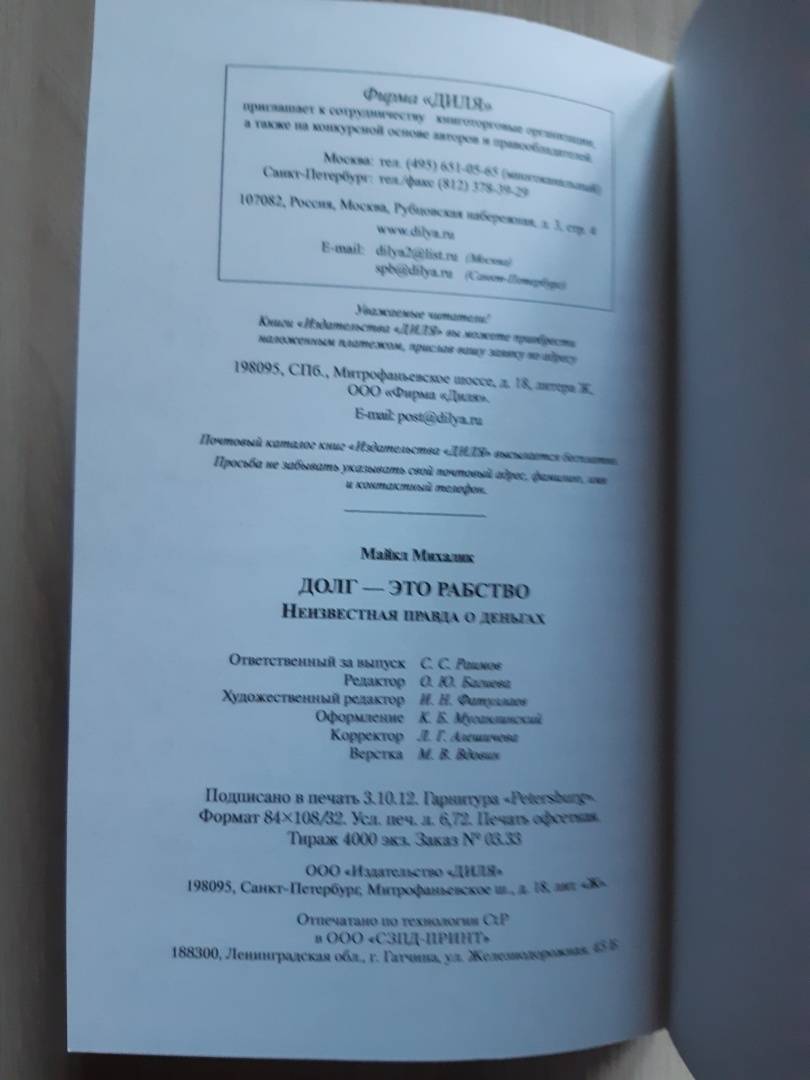 Фирма «ДИЛЯ»
приглашает к сотрудничеству книготорговые организации,
а также на конкурсной основе авторов и правообладателей.
Москва: тел. (495) 651-05-65 (многоканальный)
Санкт-Петербург: тел./факс (812) 378-39-29
107082, Россия, Москва, Рубцовская набережная, д. 3, стр. 4
www.dilya.ru
E-mail: dilya2@list.ru (Москва)
spb@dilya.ru (Санкт-Петербург)
Уважаемые читатели!
Книги «Издательства «ДИЛЯ» вы можете приобрести
наложенным платежом, прислав вашу заявку по адресу
198095, СПб., Митрофаньевское шоссе, д. 18, литера Ж,
ООО «Фирма «Диля».
E-mail: post@dilya.ru
Почтовый каталог книг «Издательства «ДИЛЯ» высылается бесплатно.
Просьба не забывать указывать свой почтовый адрес, фамилию, имя
и контактный телефон.
Майкл Михалик
ДОЛГ — ЭТО РАБСТВО
Неизвестная правда о деньгах
Ответственный за выпуск С. С. Раимов
Редактор О. Ю.
Художественный редактор И. Н. Фатуллаев
Оформление К. Б.
Корректор Л. Г.
Верстка М. В. Вдовик
Подписано в печать 3.10.12. Гарнитура «Petersburg».
Формат 84×108/32. Усл. печ. л. 6,72. Печать офсетная.
Тираж 4000 экз. Заказ № 03.33
ООО «Издательство «ДИЛЯ»
198095, Санкт-Петербург, Митрофаньевское ш., д. 18, лит. «Ж».
Отпечатано по технологии CtP
в ООО «СЗПД-ПРИНТ»
188300, Ленинградская обл., г. Гатчина, ул. Железнодорожная, 45-Б